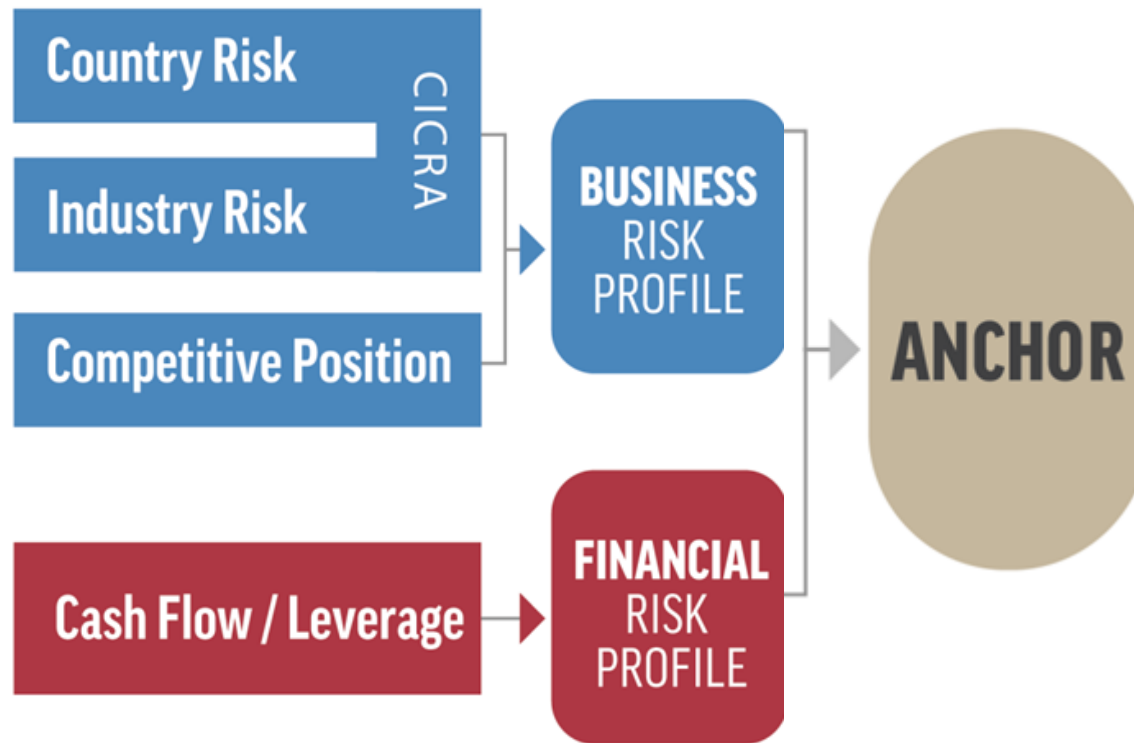 Country Risk
CICRA
Industry Risk
Competitive Position
BUSINESS
RISK
PROFILE
Cash Flow / Leverage
FINANCIAL
RISK
PROFILE
ANCHOR